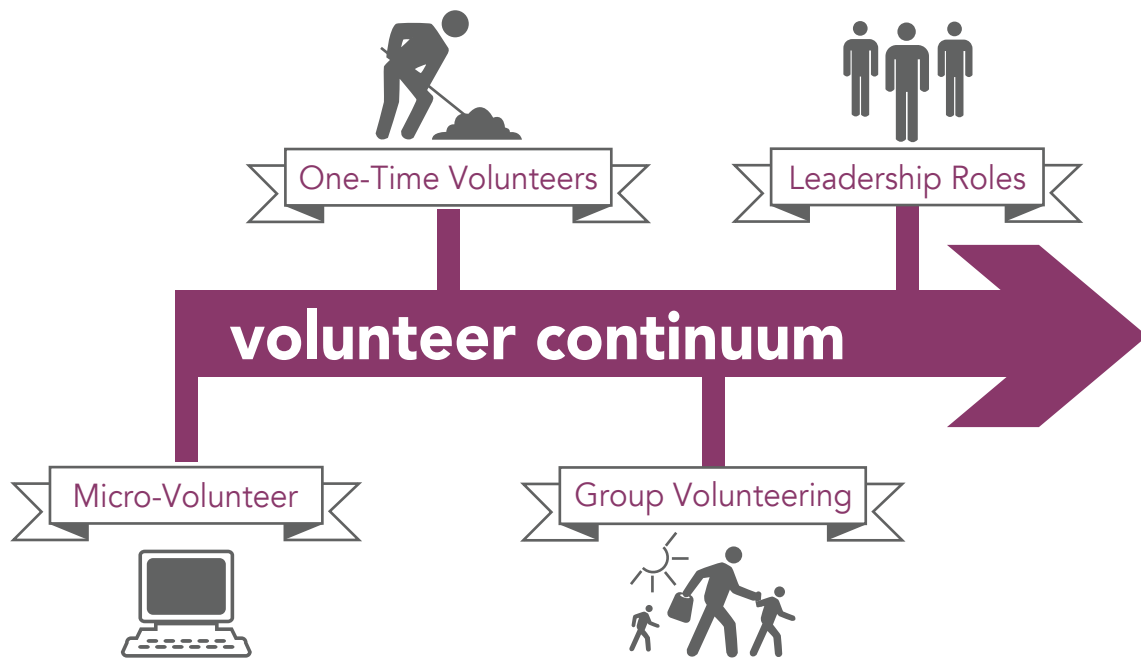 One-Time Volunteers
Leadership Roles
volunteer continuum
Micro-Volunteer
Group Volunteering